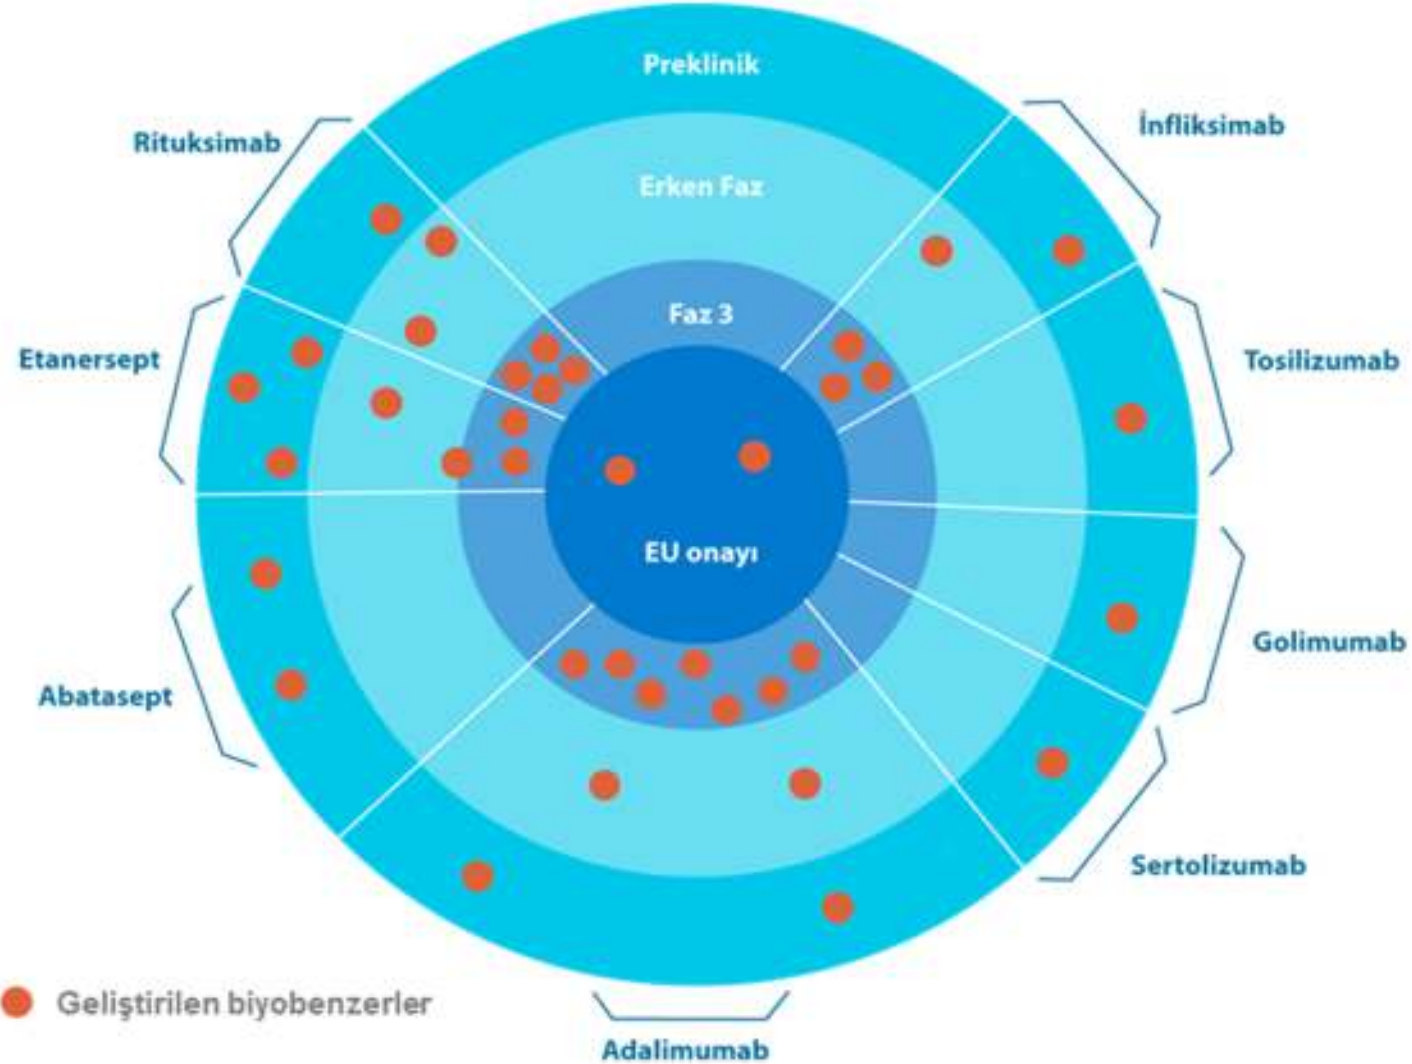 Preklinik
Erken Faz
Faz 3
EU onayı
Rituksimab
İnfliksimab
Etanersept
Tosilizumab
Abatasept
Golimumab
Sertolizumab
Adalimumab
Geliştirilen biyobenzerler